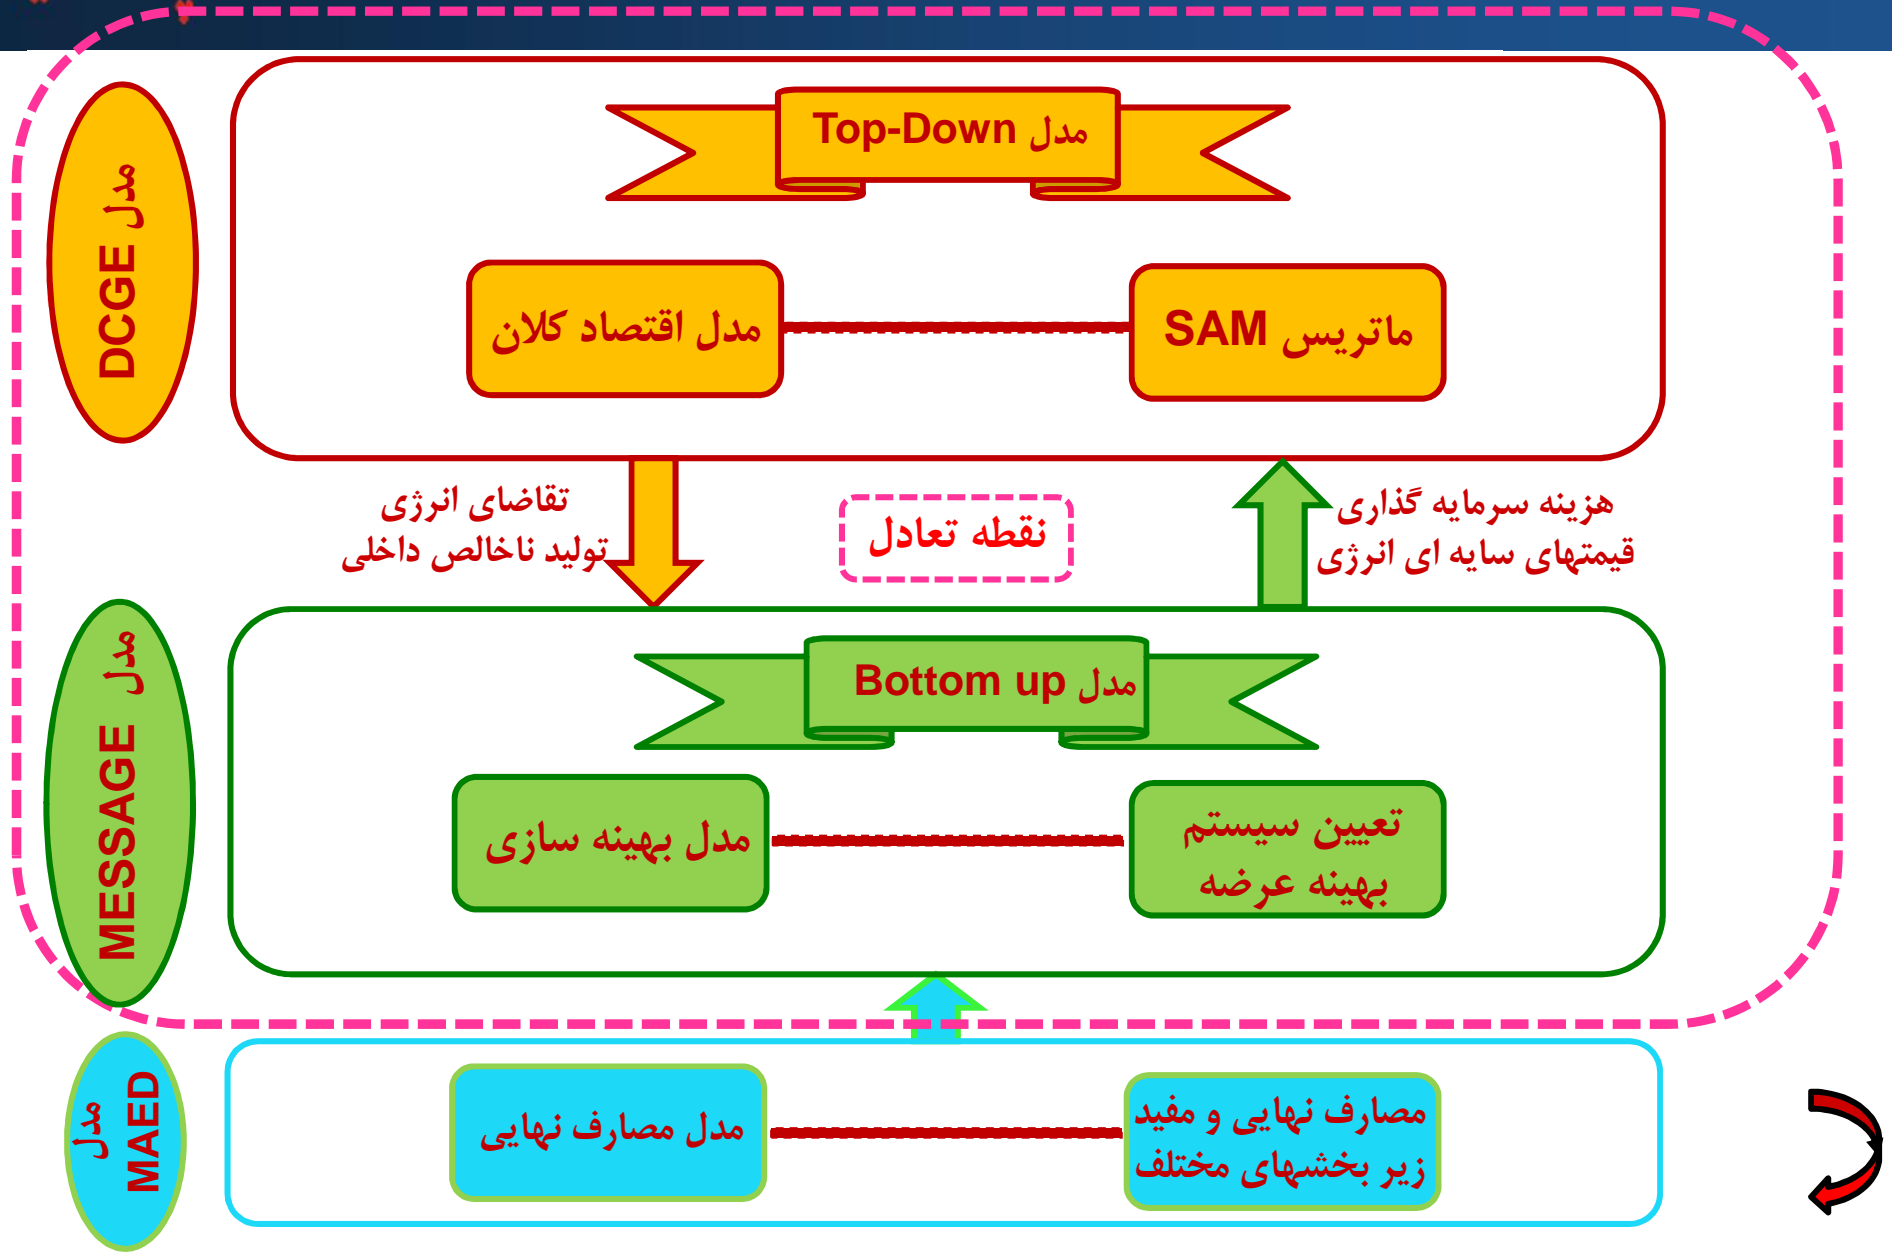 مدل Top-Down
مدل DCGE
ماتریس SAM
مدل اقتصاد کلان
هزینه سرمایه گذاری
قیمتهای سایه ای انرژی
نقطه تعادل
تقاضای انرژی
تولید ناخالص داخلی
مدل Bottom up
مدل MESSAGE
تعیین سیستم
بهینه عرضه
مدل بهینه سازی
مصارف نهایی و مفید
زیر بخشهای مختلف
مدل مصارف نهایی
مدل
MAED